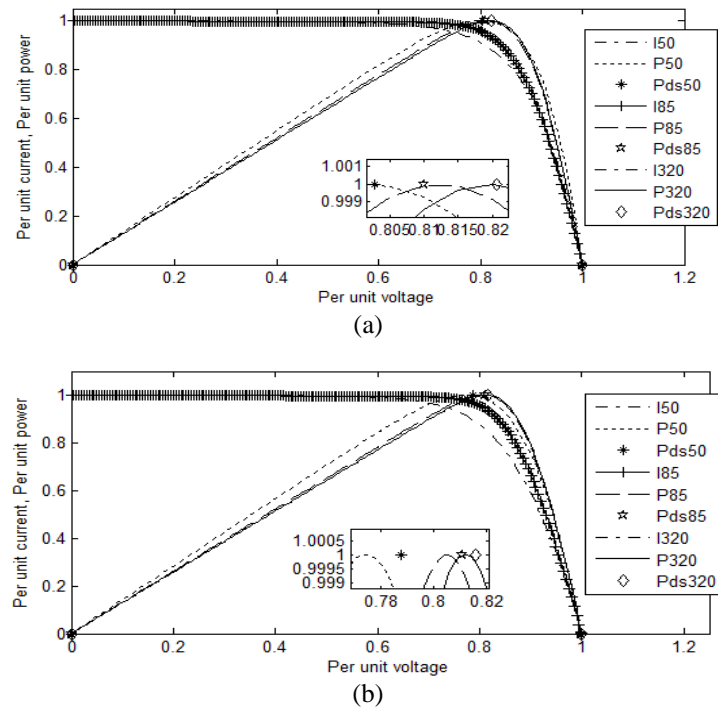 Per unit current, Per unit power
1
0.8
0.6
0.4
0.2
0
0 0.2 0.4 0.6 0.8 1 1.2
Per unit voltage
1.001
1
0.999
0.805 0.81 0.815 0.82
I50
P50
Pds50
I85
P85
Pds85
I320
P320
Pds320
(a)
Per unit current, Per unit power
1
0.8
0.6
0.4
0.2
0
0 0.2 0.4 0.6 0.8 1 1.2
Per unit voltage
1.0005
1
0.9995
0.999
0.78 0.8 0.82
I50
P50
Pds50
I85
P85
Pds85
I320
P320
Pds320
(b)